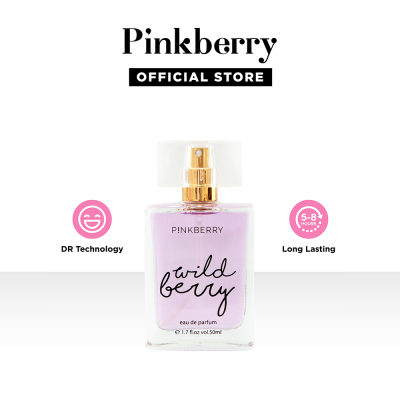 Pinkberry
OFFICIAL STORE
5-8
HOURS
DR Technology
Long Lasting
P!NKBERRY
wild
berry
eau de parfum
℮ 1.7 fl.oz vol.50ml